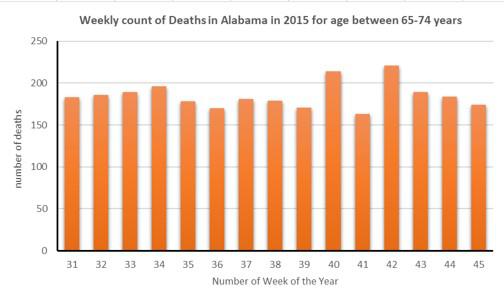 Weekly count of Deaths in Alabama in 2015 for age between 65-74 years
250
200
150
100
50
0
number of deaths
31 32 33 34 35 36 37 38 39 40 41 42 43 44 45
Number of Week of the Year